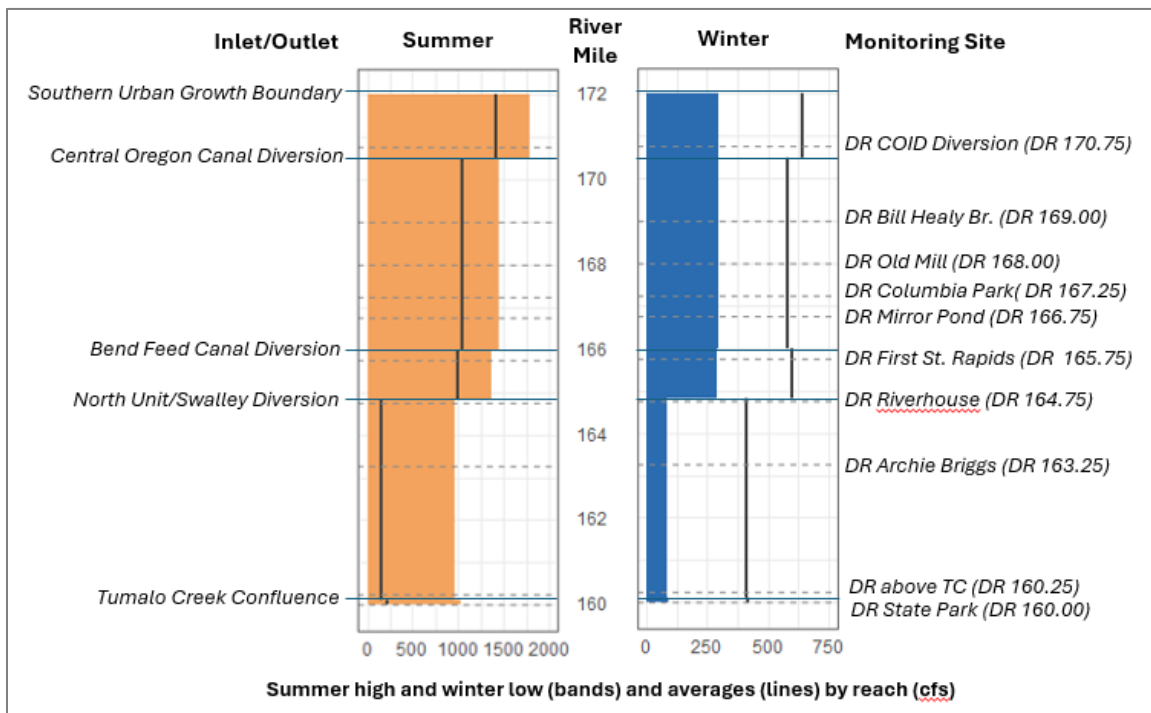 Inlet/Outlet
Summer
River
Mile
Winter
Monitoring Site
Southern Urban Growth Boundary
172
DR COID Diversion (DR 170.75)
Central Oregon Canal Diversion
170
DR Bill Healy Br. (DR 169.00)
168
DR Old Mill (DR 168.00)
DR Columbia Park( DR 167.25)
DR Mirror Pond (DR 166.75)
Bend Feed Canal Diversion
166
DR First St. Rapids (DR 165.75)
North Unit/Swalley Diversion
DR Riverhouse (DR 164.75)
164
DR Archie Briggs (DR 163.25)
162
DR above TC (DR 160.25)
Tumalo Creek Confluence
160
DR State Park (DR 160.00)
0 500 1000 1500 2000
0 250 500 750
Summer high and winter low (bands) and averages (lines) by reach (cfs)